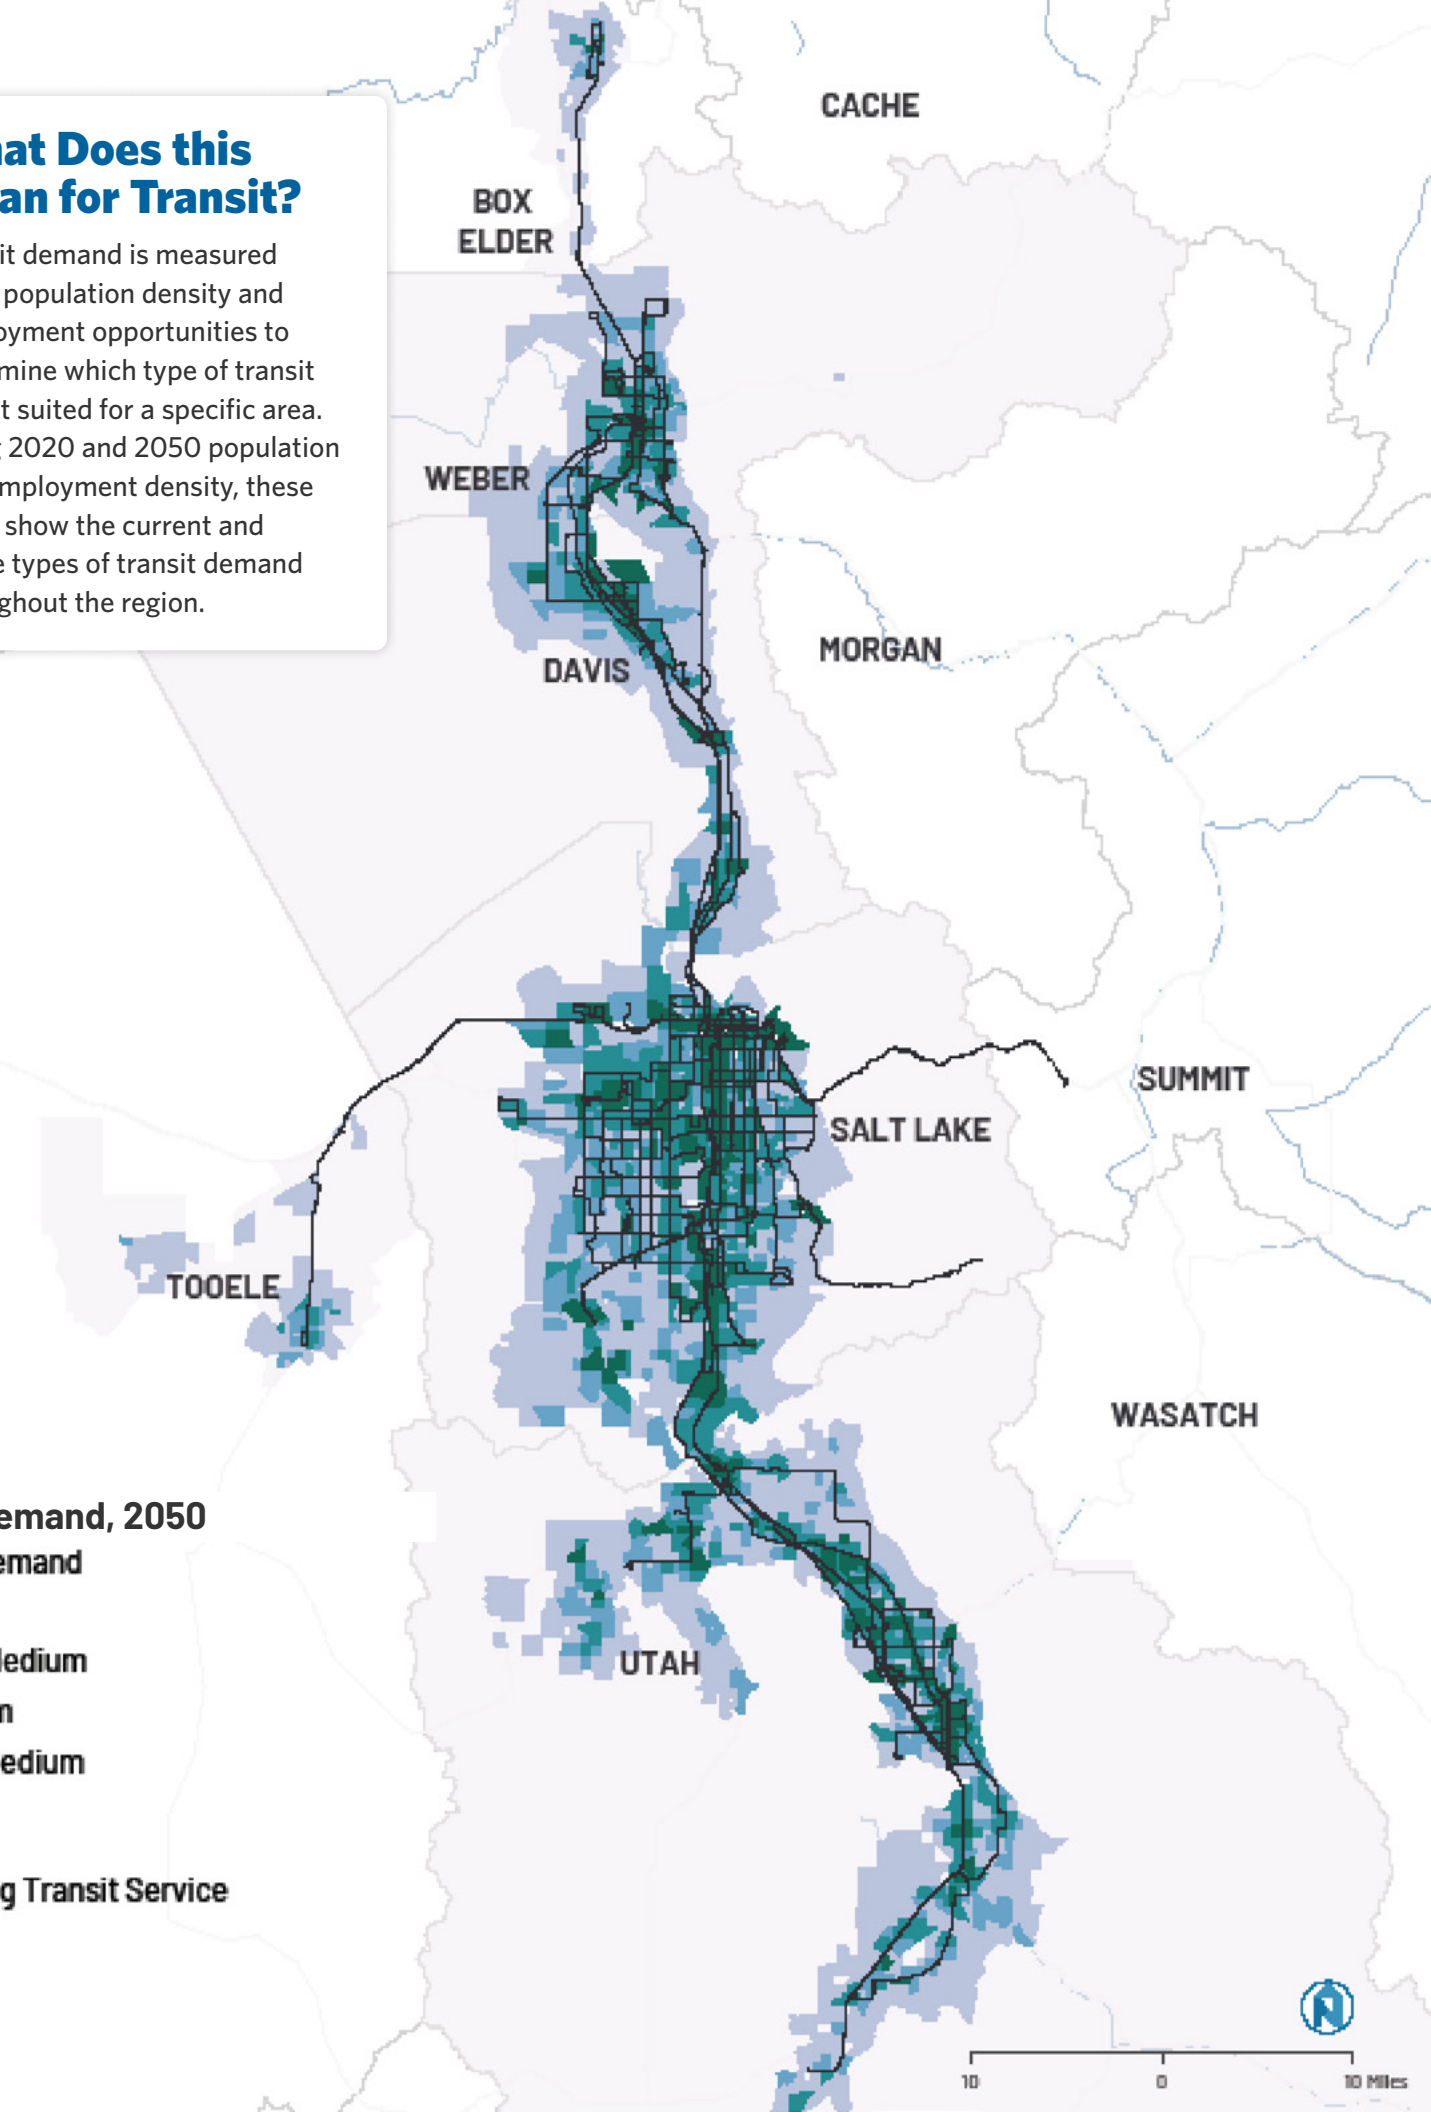 CACHE
at Does this
an for Transit?
BOX
ELDER
it demand is measured
population density and
oyment opportunities to
mine which type of transit
t suited for a specific area.
g 2020 and 2050 population
mployment density, these
show the current and
e types of transit demand
ghout the region.
WEBER
MORGAN
DAVIS
SUMMIT
SALT LAKE
TOOELE
WASATCH
emand, 2050
emand
edium
UTAH
m
edium
g Transit Service
10 0 10 Miles